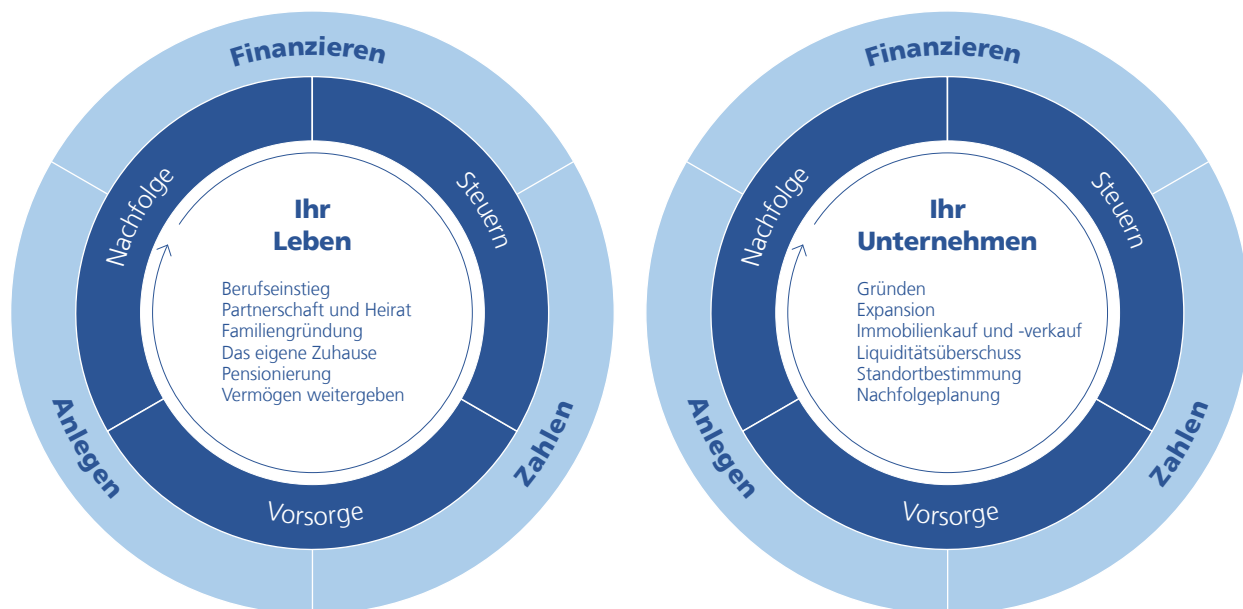 Finanzieren
Nachfolge
Steuern
Ihr
Leben
Berufseinstieg
Partnerschaft und Heirat
Familiengründung
Das eigene Zuhause
Pensionierung
Vermögen weitergeben
Anlegen
Zahlen
Vorsorge
Finanzieren
Nachfolge
Steuern
Ihr
Unternehmen
Gründen
Expansion
Immobilienkauf und -verkauf
Liquiditätsüberschuss
Standortbestimmung
Nachfolgeplanung
Anlegen
Zahlen
Vorsorge